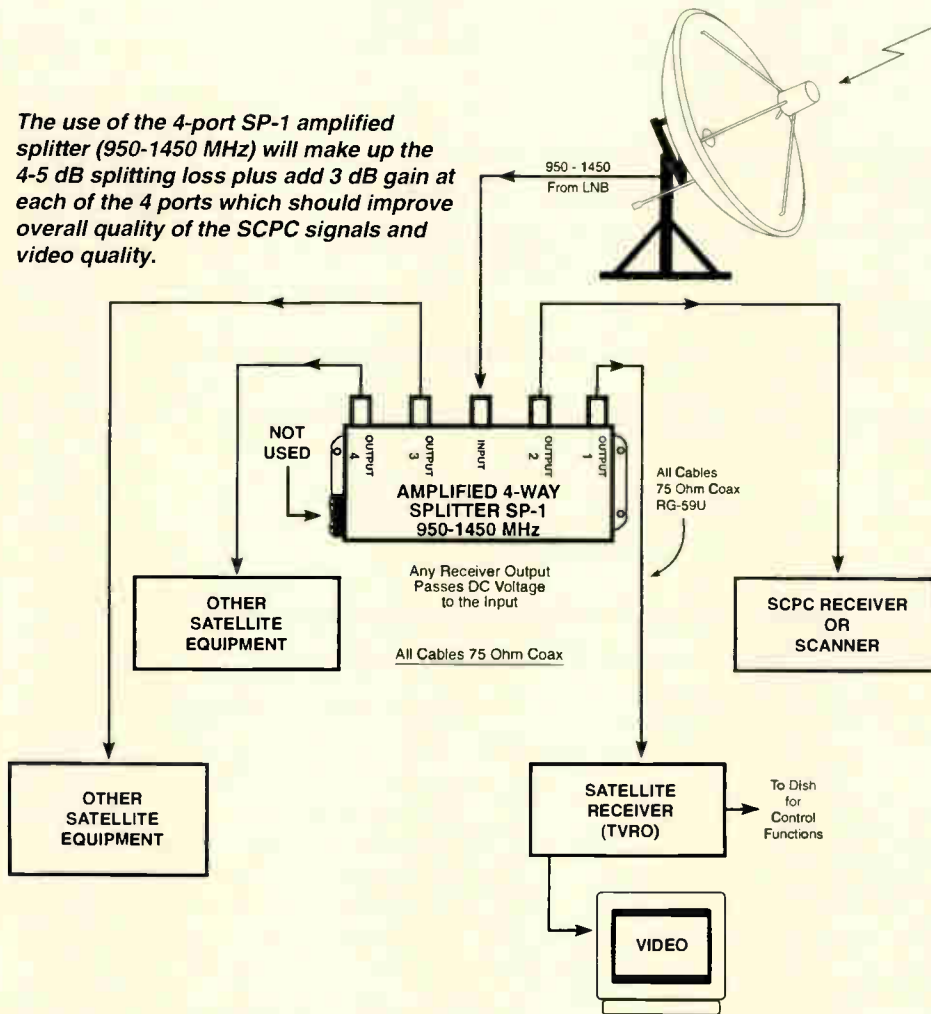 The use of the 4-port SP-1 amplified
splitter (950-1450 MHz) will make up the
4-5 dB splitting loss plus add 3 dB gain at
each of the 4 ports which should improve
overall quality of the SCPC signals and
video quality.
950 - 1450
From LNB
NOT
USED
OUTPUT
4
OUTPUT
3
INPUT
OUTPUT
2
OUTPUT
1
AMPLIFIED 4-WAY
SPLITTER SP-1
950-1450 MHz
All Cables
75 Ohm Coax
RG-59U
Any Receiver Output
Passes DC Voltage
to the Input
All Cables 75 Ohm Coax
OTHER
SATELLITE
EQUIPMENT
SCPC RECEIVER
OR
SCANNER
OTHER
SATELLITE
EQUIPMENT
SATELLITE
RECEIVER
(TVRO)
To Dish
for
Control
Functions
VIDEO